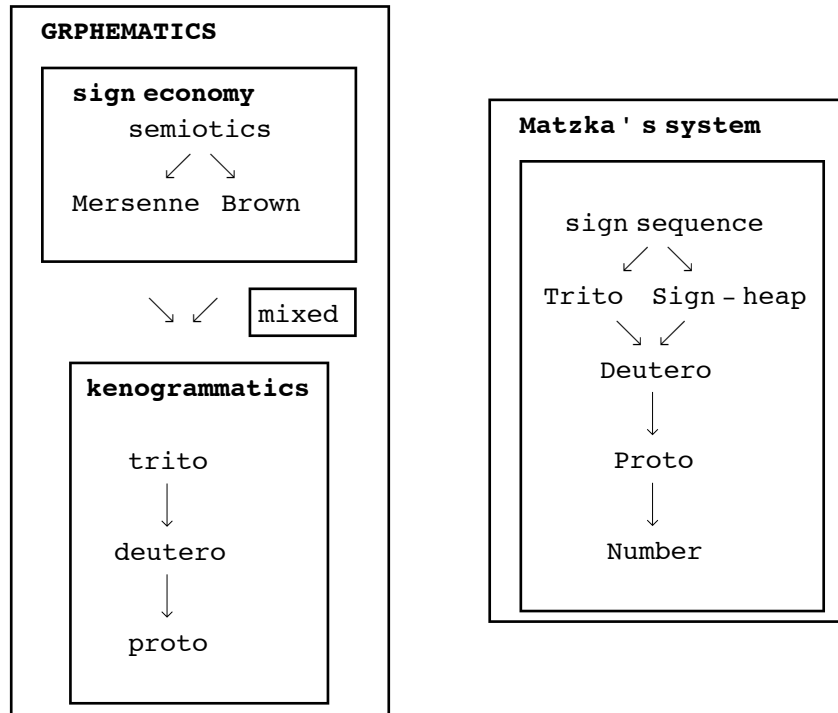 GRPHEMATICS
sign economy
semiotics
↙ ↘
Mersenne Brown
↘ ↙ mixed
kenogrammatics
trito
↓
deutero
↓
proto
Matzka ' s system
sign sequence
↙ ↘
Trito Sign – heap
↘ ↙
Deutero
↓
Proto
↓
Number